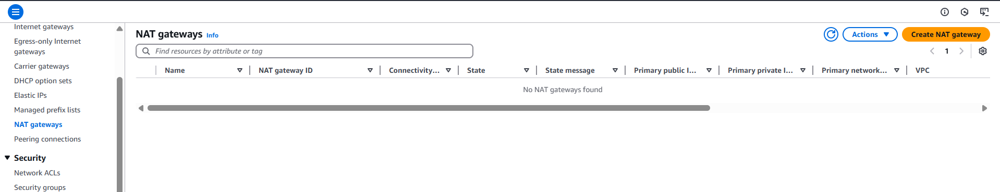 Internet gateways
Egress-only Internet
gateways
Carrier gateways
DHCP option sets
Elastic IPs
Managed prefix lists
NAT gateways
Peering connections
Security
Network ACLs
Security groups
NAT gateways Info
Actions
Create NAT gateway
Find resources by attribute or tag
1
Name NAT gateway ID Connectivity... State State message Primary public I... Primary private I... Primary network... VPC
No NAT gateways found